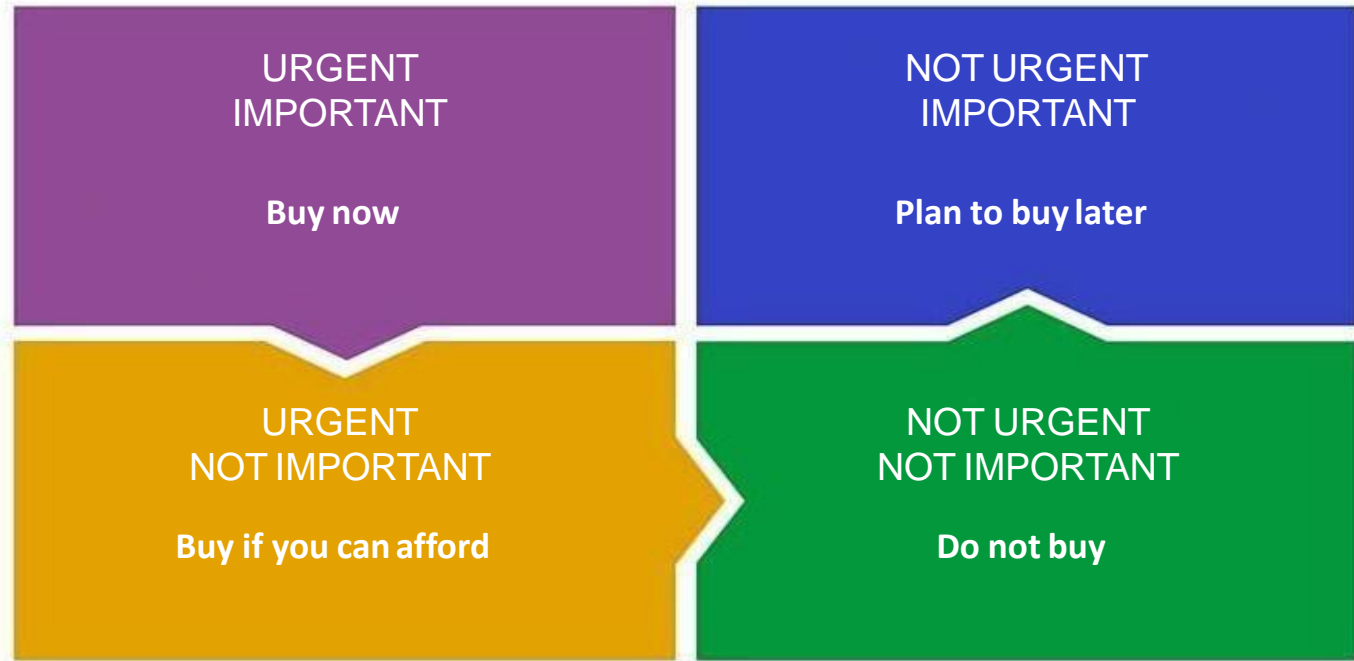 URGENT
IMPORTANT
Buy now
NOT URGENT
IMPORTANT
Plan to buy later
URGENT
NOT IMPORTANT
Buy if you can afford
NOT URGENT
NOT IMPORTANT
Do not buy